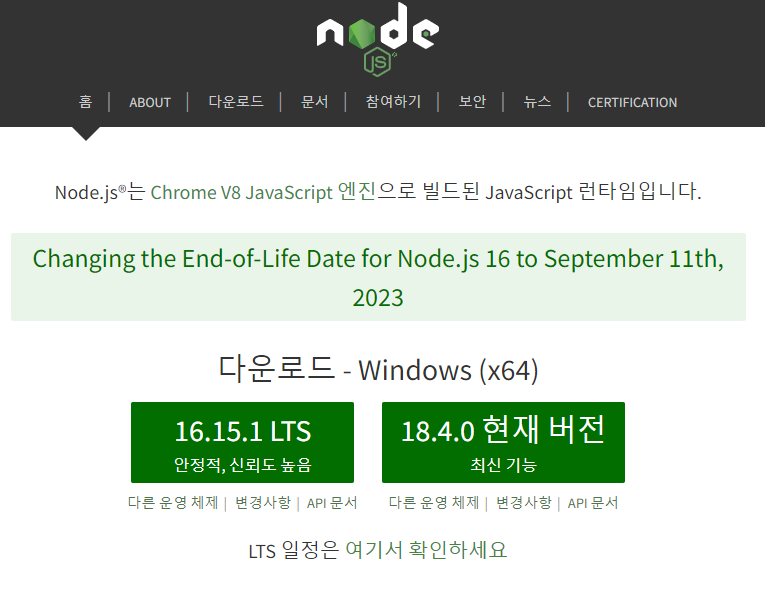 node
JS
홈 | ABOUT | 다운로드 | 문서 | 참여하기 | 보안 | 뉴스 | CERTIFICATION
Node.js®는 Chrome V8 JavaScript 엔진으로 빌드된 JavaScript 런타임입니다.
Changing the End-of-Life Date for Node.js 16 to September 11th,
2023
다운로드 - Windows (x64)
16.15.1 LTS
안정적, 신뢰도 높음
다른 운영 체제 | 변경사항 | API 문서
18.4.0 현재 버전
최신 기능
다른 운영 체제 | 변경사항 | API 문서
LTS 일정은 여기서 확인하세요